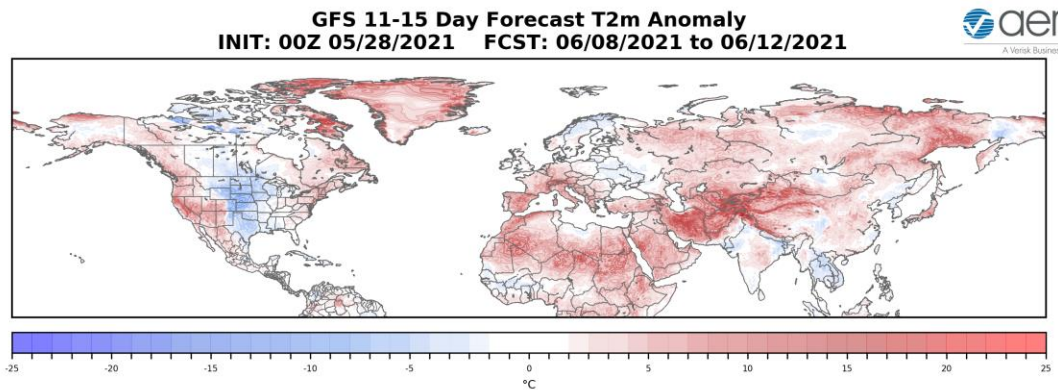 GFS 11-15 Day Forecast T2m Anomaly
INIT: 00Z 05/28/2021 FCST: 06/08/2021 to 06/12/2021
aer
A Verisk Busines
-25 -20 -15 -10 -5 0 5 10 15 20 25
°C